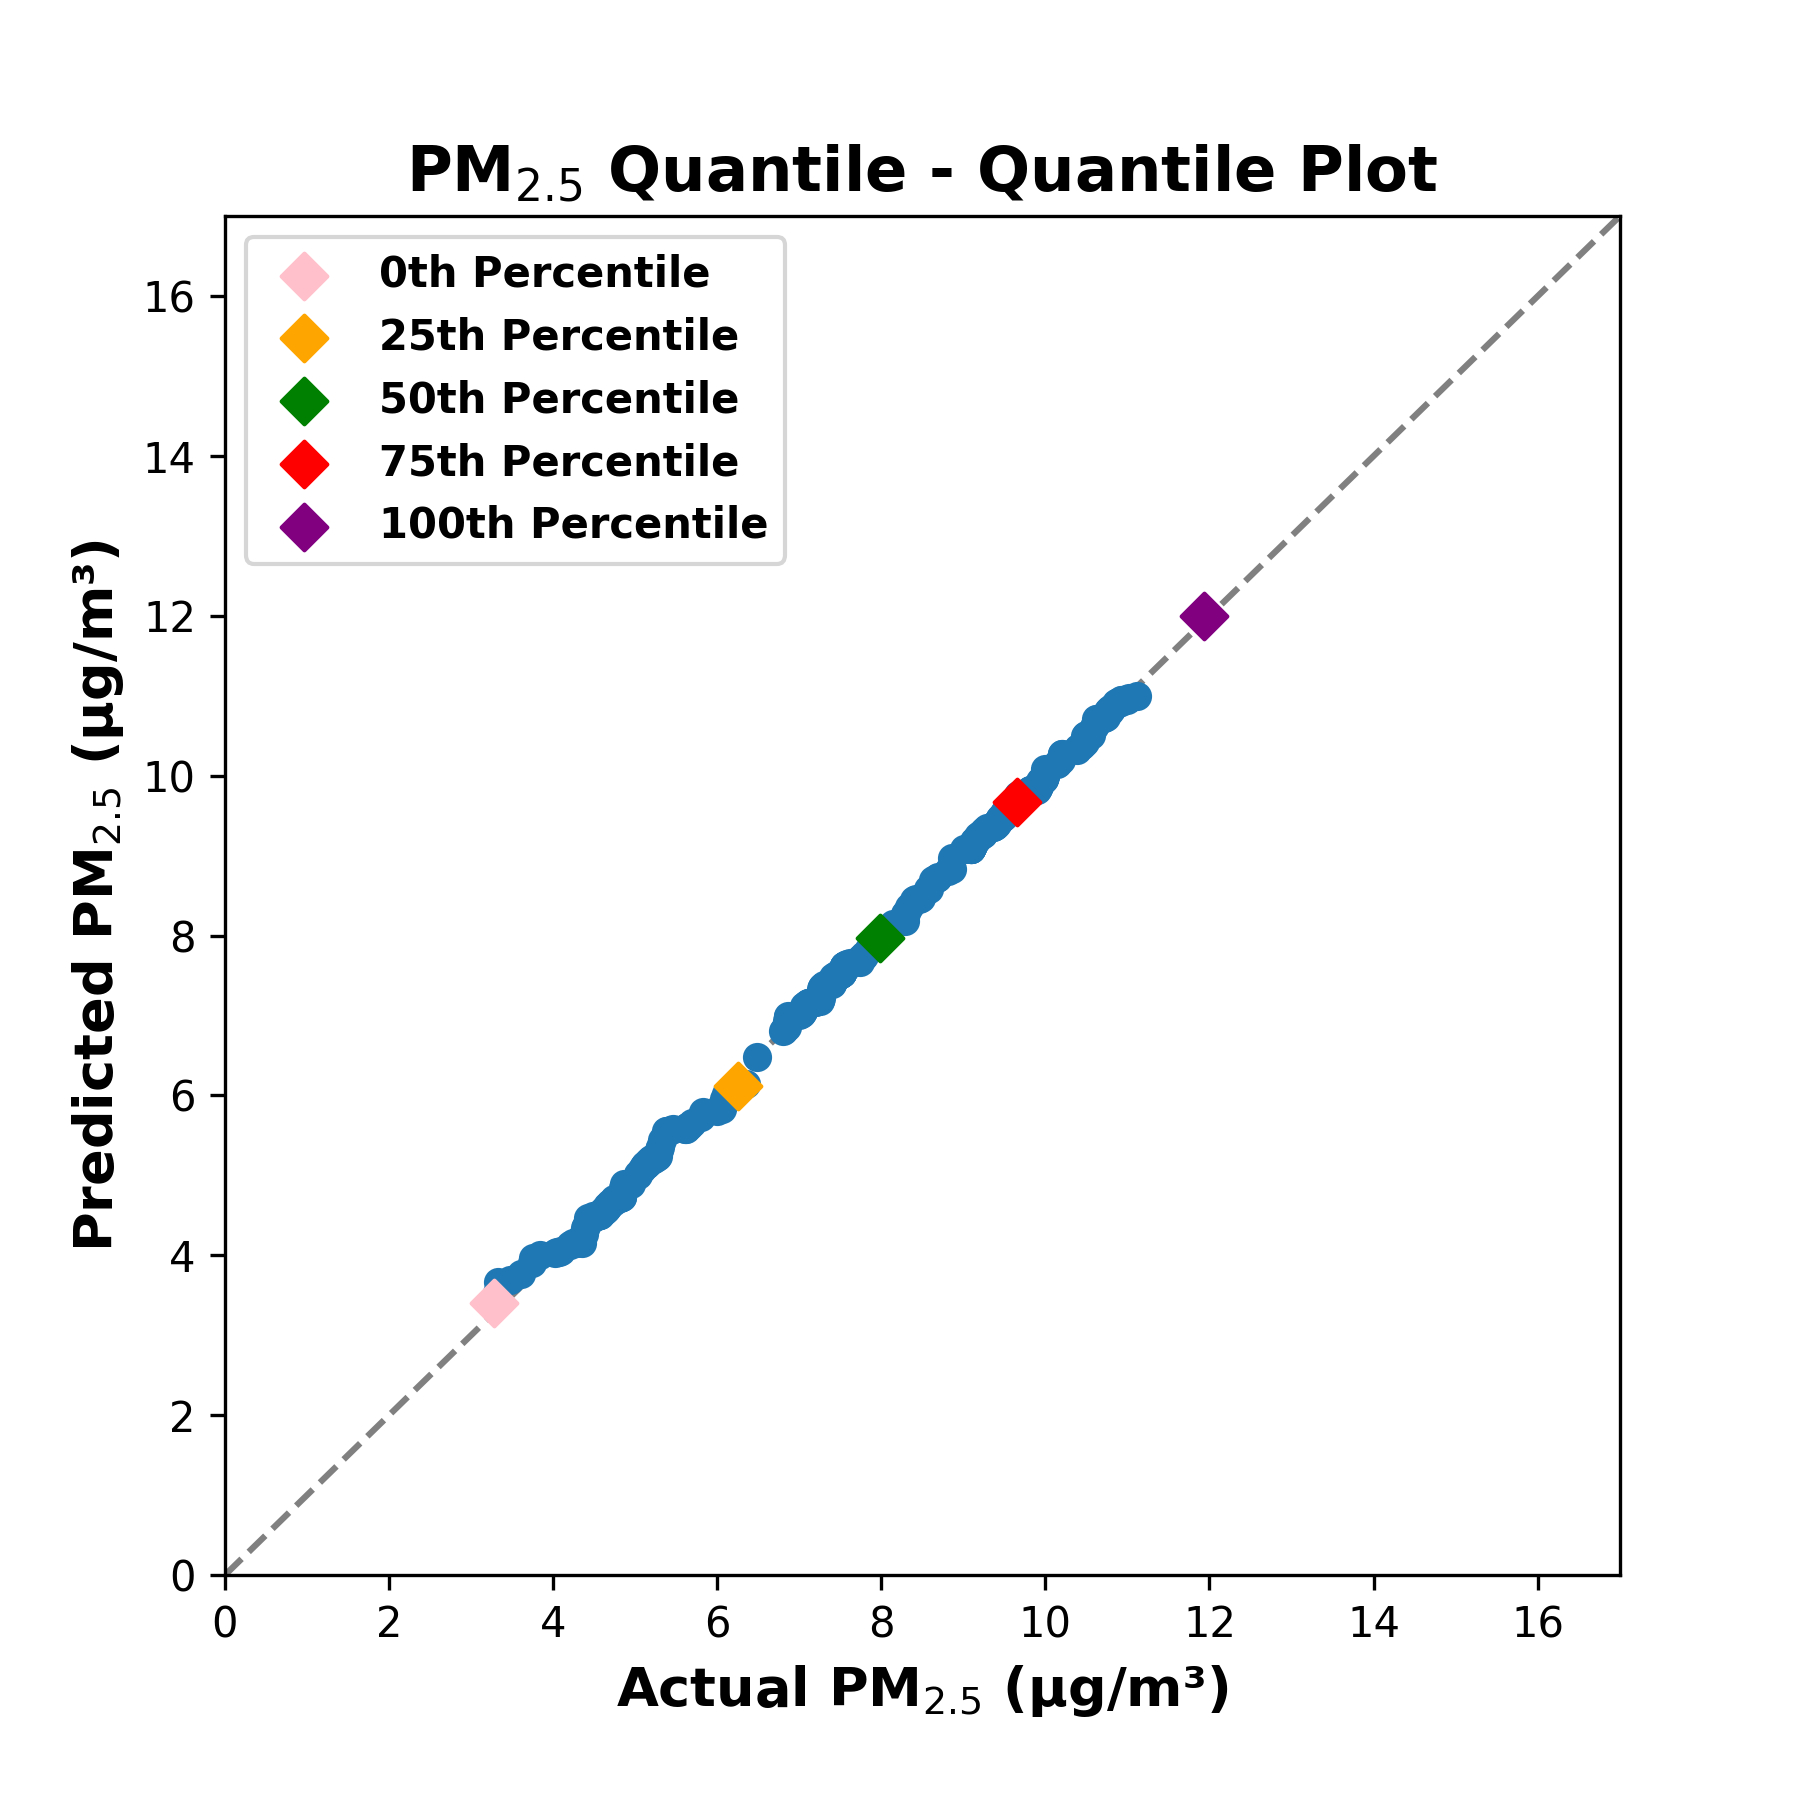 PM₂.₅ Quantile - Quantile Plot
0th Percentile
25th Percentile
50th Percentile
75th Percentile
100th Percentile
Predicted PM₂.₅ (µg/m³)
16
14
12
10
8
6
4
2
0
0 2 4 6 8 10 12 14 16
Actual PM₂.₅ (µg/m³)